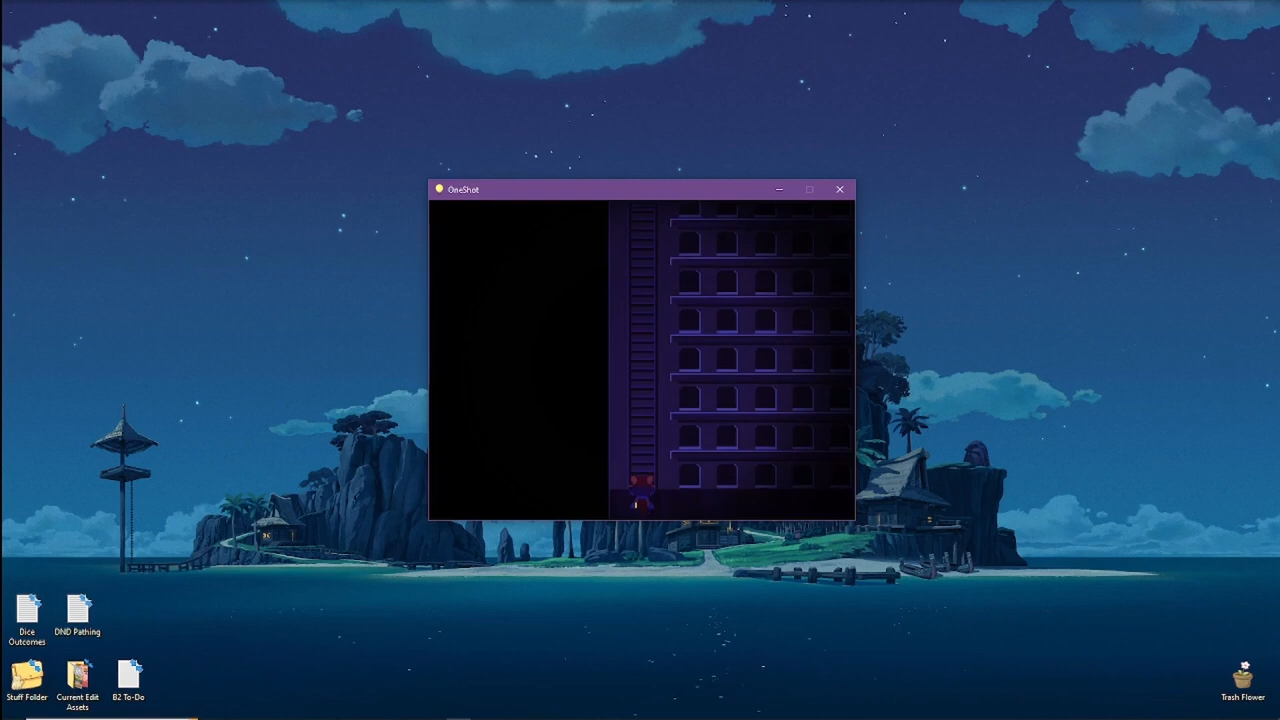 OneShot
Dice
Outcomes
DND Pathing
Stuff Folder
Current Edit
Assets
B2 To-Do
Trash Flower